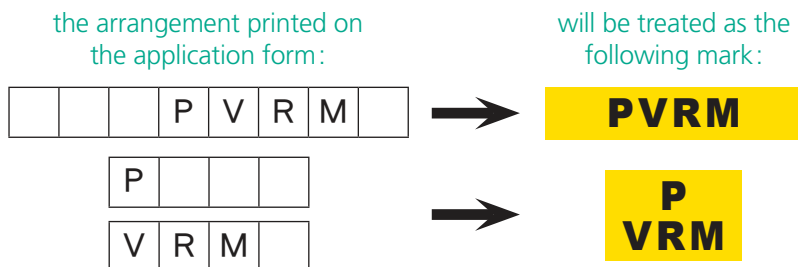 the arrangement printed on
the application form:
will be treated as the
following mark:
P V R M
PVRM
P
V R M
P
VRM